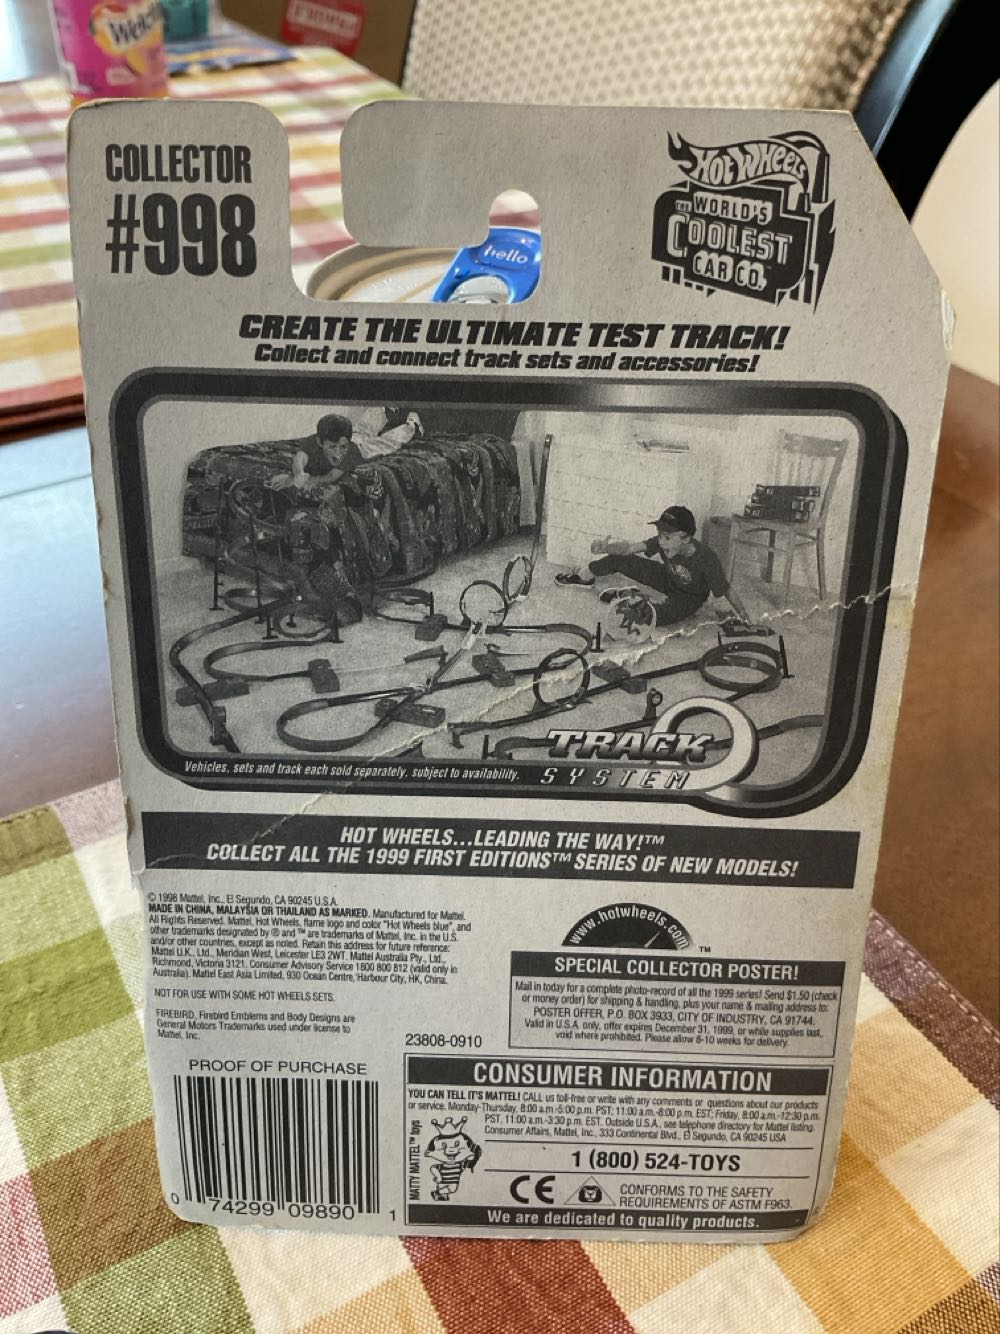 Welch
hello
COLLECTOR
#998
HOT WHEELS
THE WORLD'S
COOLEST
CAR CO.
CREATE THE ULTIMATE TEST TRACK!
Collect and connect track sets and accessories!
TRACK
SYSTEM
Vehicles, sets and track each sold separately, subject to availability.
HOT WHEELS...LEADING THE WAY!™
COLLECT ALL THE 1999 FIRST EDITIONS™ SERIES OF NEW MODELS!
© 1998 Mattel, Inc., El Segundo, CA 90245 U.S.A.
MADE IN CHINA, MALAYSIA OR THAILAND AS MARKED. Manufactured for Mattel.
All Rights Reserved. Mattel, Hot Wheels, flame logo and color "Hot Wheels blue", and
other trademarks designated by ® and ™ are trademarks of Mattel, Inc. in the U.S.
and/or other countries, except as noted. Retain this address for future reference:
Mattel U.K., Ltd., Meridian West, Leicester LE3 2WT. Mattel Australia Pty., Ltd.,
Richmond, Victoria 3121. Consumer Advisory Service 1 800 800 812 (valid only in
Australia). Mattel East Asia Limited, 930 Ocean Centre, Harbour City, HK, China.
NOT FOR USE WITH SOME HOT WHEELS SETS.
FIREBIRD, Firebird Emblems and Body Designs are
General Motors Trademarks used under license to
Mattel, Inc.
23808-0910
www.hotwheels.com
™
SPECIAL COLLECTOR POSTER!
Mail in today for a complete photo-record of all the 1999 series! Send $1.50 (check
or money order) for shipping & handling, plus your name & mailing address to:
POSTER OFFER, P.O. BOX 3933, CITY OF INDUSTRY, CA 91744.
Valid in U.S.A. only, offer expires December 31, 1999, or while supplies last,
void where prohibited. Please allow 8-10 weeks for delivery.
PROOF OF PURCHASE
0 74299 09890 1
CONSUMER INFORMATION
YOU CAN TELL IT'S MATTEL! CALL us toll-free or write with any comments or questions about our products
or service. Monday-Thursday, 8:00 a.m.-5:00 p.m. PST; 11:00 a.m.-8:00 p.m. EST; Friday, 8:00 a.m.-12:30 p.m.
PST, 11:00 a.m.-3:30 p.m. EST. Outside U.S.A., see telephone directory for Mattel listing.
Consumer Affairs, Mattel, Inc., 333 Continental Blvd., El Segundo, CA 90245 USA
MATTY MATTEL™ toys
1 (800) 524-TOYS
CE
CONFORMS TO THE SAFETY
REQUIREMENTS OF ASTM F963.
We are dedicated to quality products.